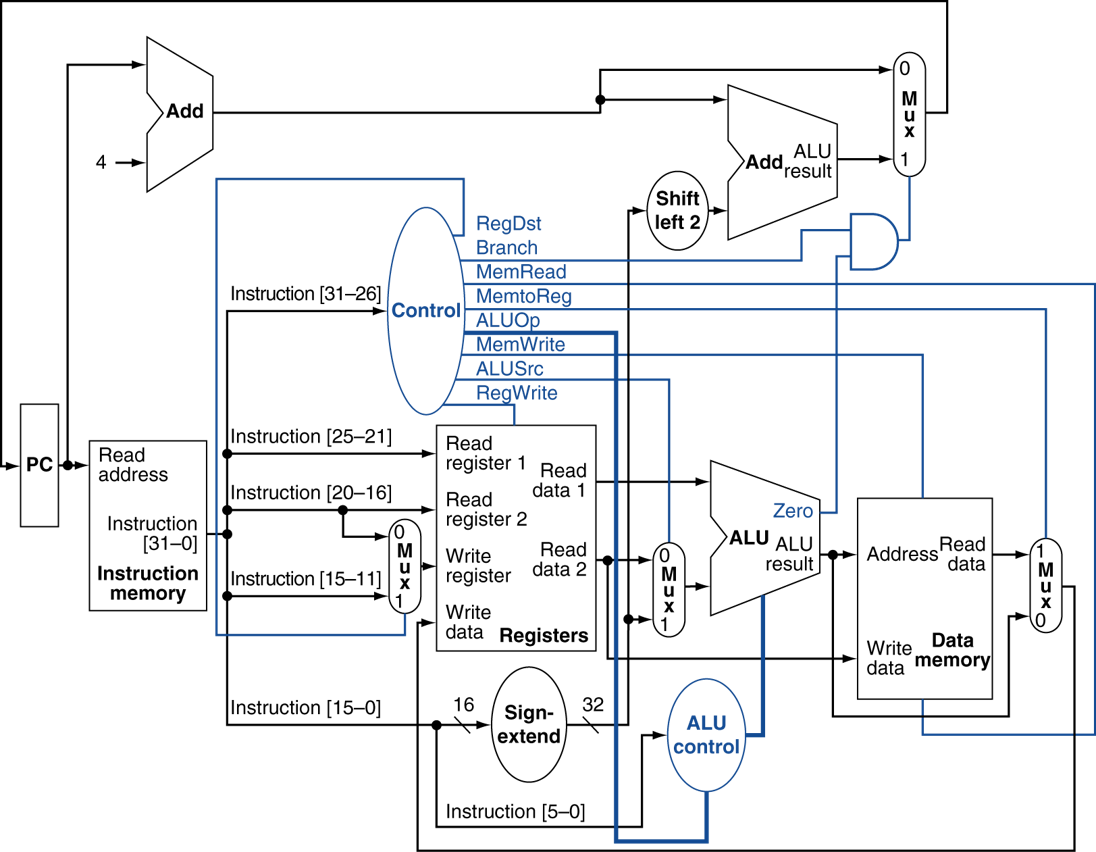 0
M
u
x
1
Add
4
Add
ALU
result
Shift
left 2
RegDst
Branch
MemRead
MemtoReg
ALUOp
MemWrite
ALUSrc
RegWrite
Control
Instruction [31–26]
PC
Read
address
Instruction
[31–0]
Instruction
memory
Instruction [25–21]
Instruction [20–16]
Instruction [15–11]
0
M
u
x
1
Read
register 1
Read
register 2
Write
register
Write
data
Read
data 1
Read
data 2
Registers
0
M
u
x
1
Zero
ALU
ALU
result
Address
Read
data
Write
data
Data
memory
1
M
u
x
0
Instruction [15–0]
16
Sign-
extend
32
ALU
control
Instruction [5–0]